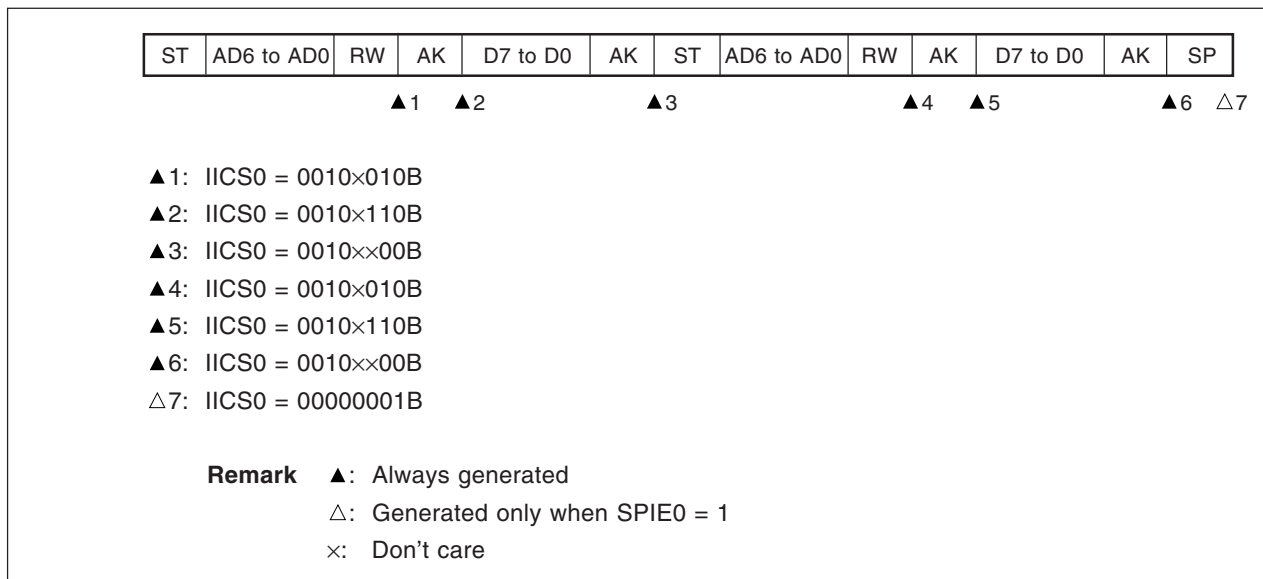 ST AD6 to AD0 RW AK D7 to D0 AK ST AD6 to AD0 RW AK D7 to D0 AK SP
▲1 ▲2 ▲3 ▲4 ▲5 ▲6 △7
▲1: IICS0 = 0010×010B
▲2: IICS0 = 0010×110B
▲3: IICS0 = 0010××00B
▲4: IICS0 = 0010×010B
▲5: IICS0 = 0010×110B
▲6: IICS0 = 0010××00B
△7: IICS0 = 00000001B
Remark ▲: Always generated
△: Generated only when SPIE0 = 1
×: Don't care